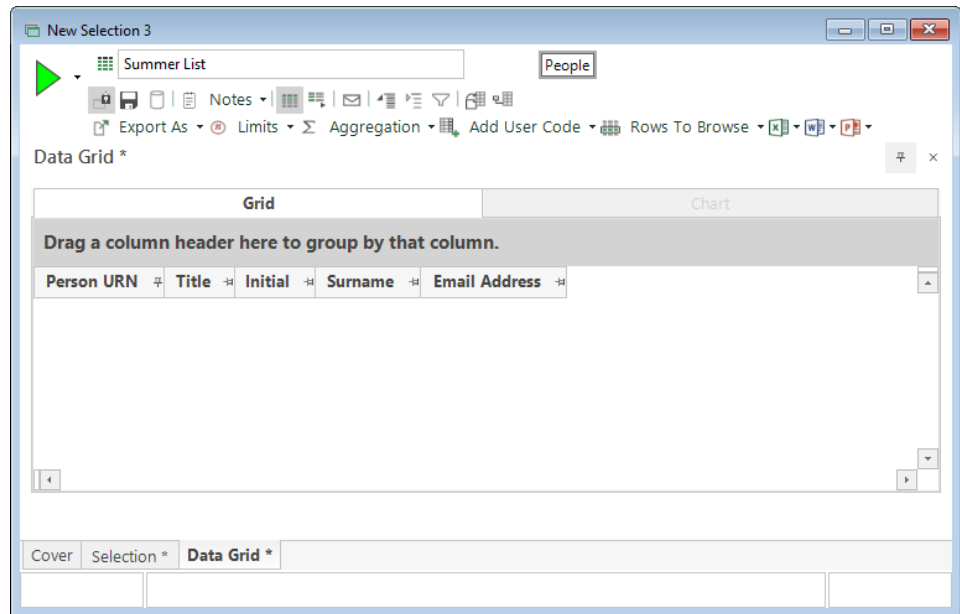 New Selection 3
Summer List People
Notes
Export As Limits Σ Aggregation Add User Code Rows To Browse
Data Grid *
Grid Chart
Drag a column header here to group by that column.
Person URN Title Initial Surname Email Address
Cover Selection * Data Grid *